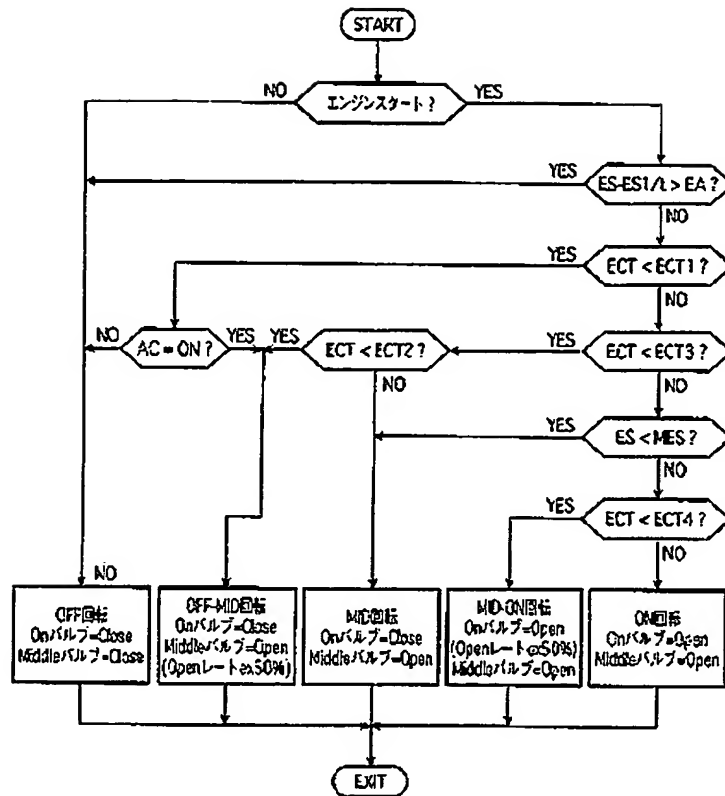 START
NO
YES
エンジンスタート?
YES
ES-ES1/t > EA ?
NO
YES
ECT < ECT1 ?
NO
NO
AC = ON ?
YES
YES
ECT < ECT2 ?
YES
ECT < ECT3 ?
NO
NO
YES
ES < MES ?
NO
YES
ECT < ECT4 ?
NO
NO
OFF回転
Onバルブ=Close
Middleバルブ=Close
OFF-MID回転
Onバルブ=Close
Middleバルブ=Open
(Openレートex50%)
MID回転
Onバルブ=Close
Middleバルブ=Open
MID-ON回転
Onバルブ=Open
(Openレートex50%)
Middleバルブ=Open
ON回転
Onバルブ=Open
Middleバルブ=Open
EXIT